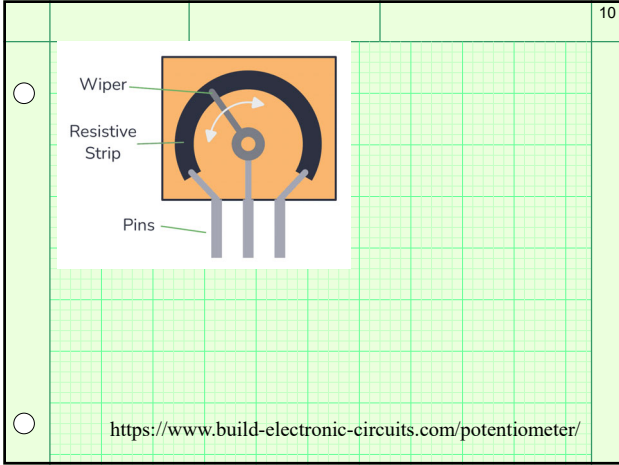 10
Wiper
Resistive
Strip
Pins
https://www.build-electronic-circuits.com/potentiometer/